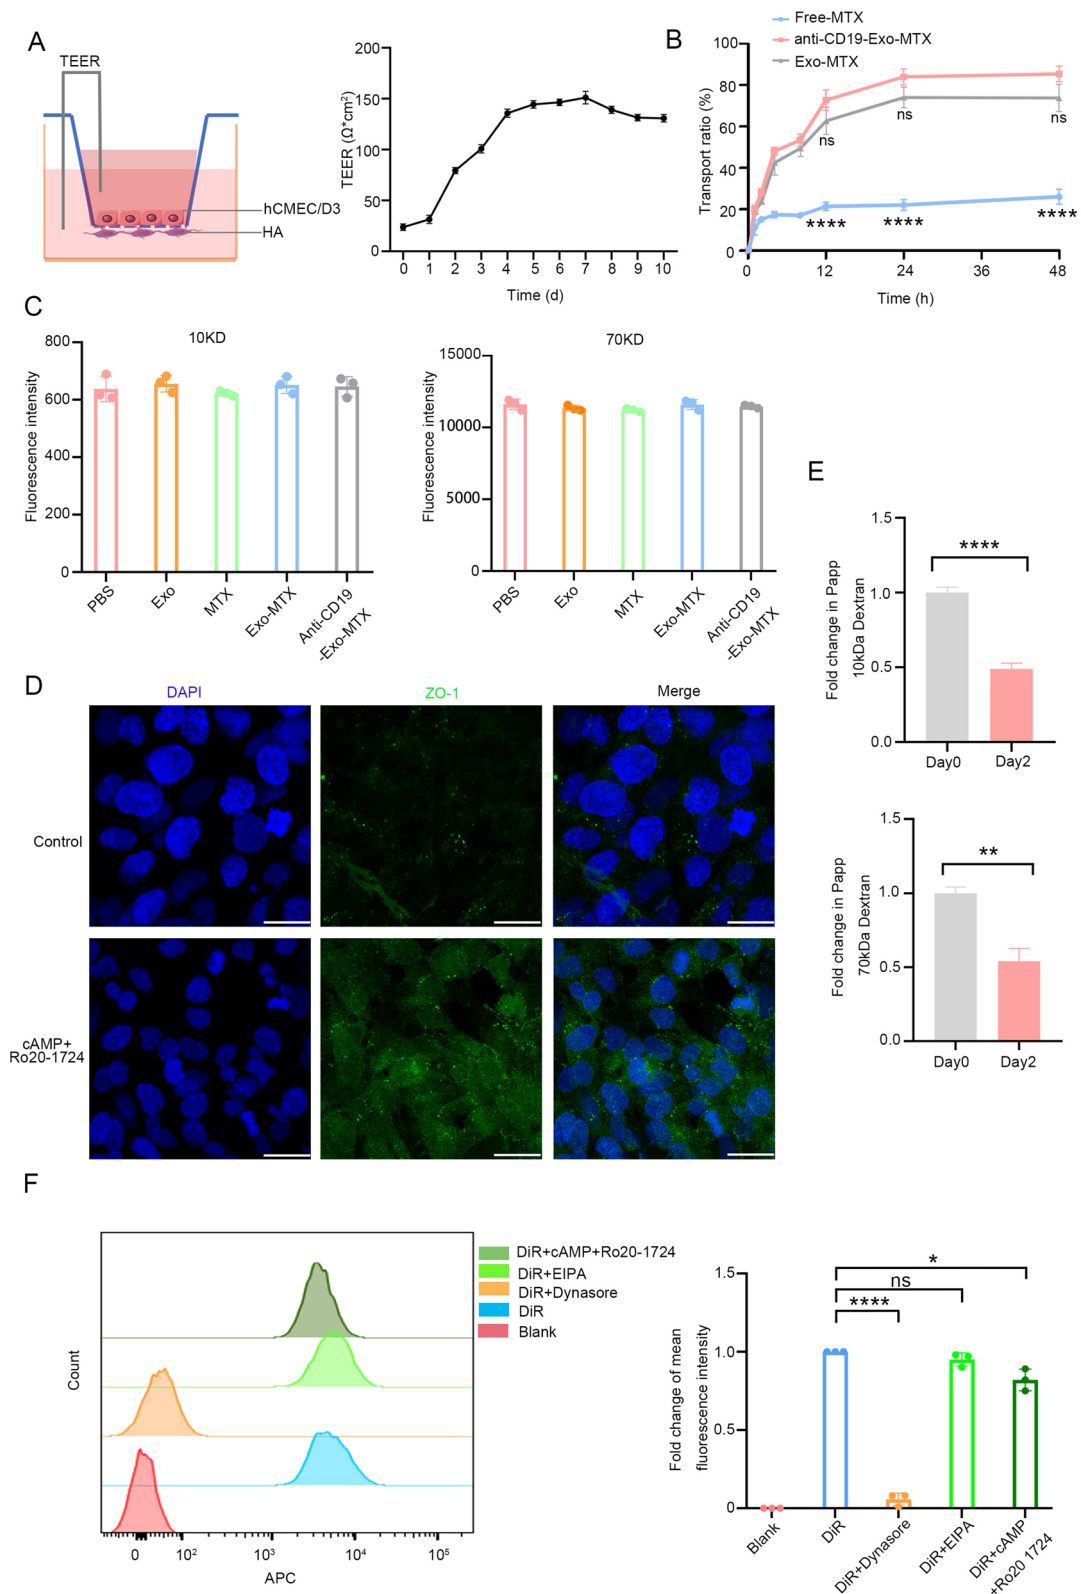 A
TEER
hCMEC/D3
HA
TEER (Ω*cm2)
200
150
100
50
0
0 1 2 3 4 5 6 7 8 9 10
Time (d)
B
Free-MTX
anti-CD19-Exo-MTX
Exo-MTX
Transport ratio (%)
100
80
60
40
20
0
ns
ns
ns
****
****
****
0 12 24 36 48
Time (h)
C
10KD
Fluorescence intensity
800
600
400
200
0
PBS
Exo
MTX
Exo-MTX
Anti-CD19
-Exo-MTX
70KD
Fluorescence intensity
15000
10000
5000
0
PBS
Exo
MTX
Exo-MTX
Anti-CD19
-Exo-MTX
D
DAPI
ZO-1
Merge
Control
cAMP+
Ro20-1724
E
Fold change in Papp
10kDa Dextran
1.5
1.0
0.5
0.0
****
Day0
Day2
Fold change in Papp
70kDa Dextran
1.5
1.0
0.5
0.0
**
Day0
Day2
F
Count
DiR+cAMP+Ro20-1724
DiR+EIPA
DiR+Dynasore
DiR
Blank
0 102 103 104 105
APC
Fold change of mean
fluorescence intensity
1.5
1.0
0.5
0
*
ns
****
Blank
DiR
DiR+Dynasore
DiR+EIPA
DiR+cAMP
+Ro20 1724